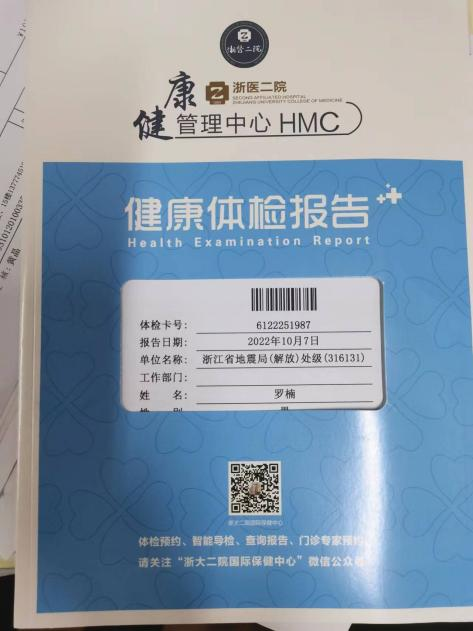 浙医二院
康健
浙医二院
SECOND AFFILIATED HOSPITAL
ZHEJIANG UNIVERSITY COLLEGE OF MEDICINE
管理中心 HMC
健康体检报告
Health Examination Report
体检卡号: 6122251987
报告日期: 2022年10月7日
单位名称: 浙江省地震局(解放)处级(316131)
工作部门:
姓 名: 罗楠
浙大二院国际保健中心
体检预约、智能导检、查询报告、门诊专家预约
请关注“浙大二院国际保健中心”微信公众